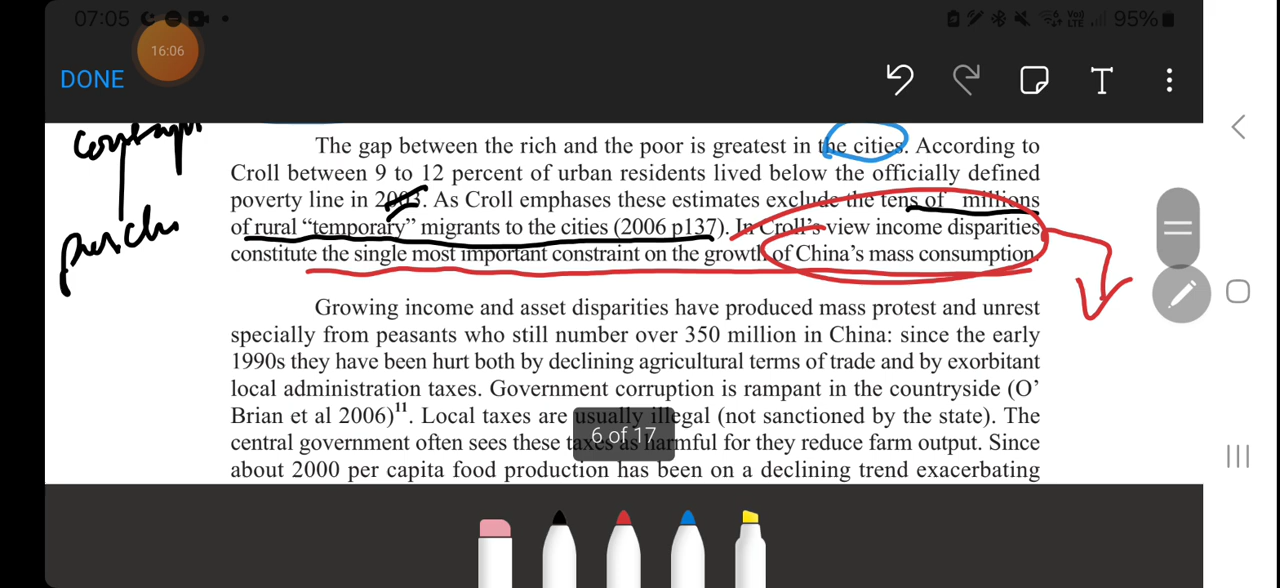 07:05
95%
16:06
DONE
The gap between the rich and the poor is greatest in the cities. According to
Croll between 9 to 12 percent of urban residents lived below the officially defined
poverty line in 2003. As Croll emphases these estimates exclude the tens of millions
of rural “temporary” migrants to the cities (2006 p137). In Croll’s view income disparities
constitute the single most important constraint on the growth of China’s mass consumption.
Growing income and asset disparities have produced mass protest and unrest
specially from peasants who still number over 350 million in China: since the early
1990s they have been hurt both by declining agricultural terms of trade and by exorbitant
local administration taxes. Government corruption is rampant in the countryside (O’
Brian et al 2006)¹¹. Local taxes are usually illegal (not sanctioned by the state). The
6 of 17
central government often sees these taxes as harmful for they reduce farm output. Since
about 2000 per capita food production has been on a declining trend exacerbating